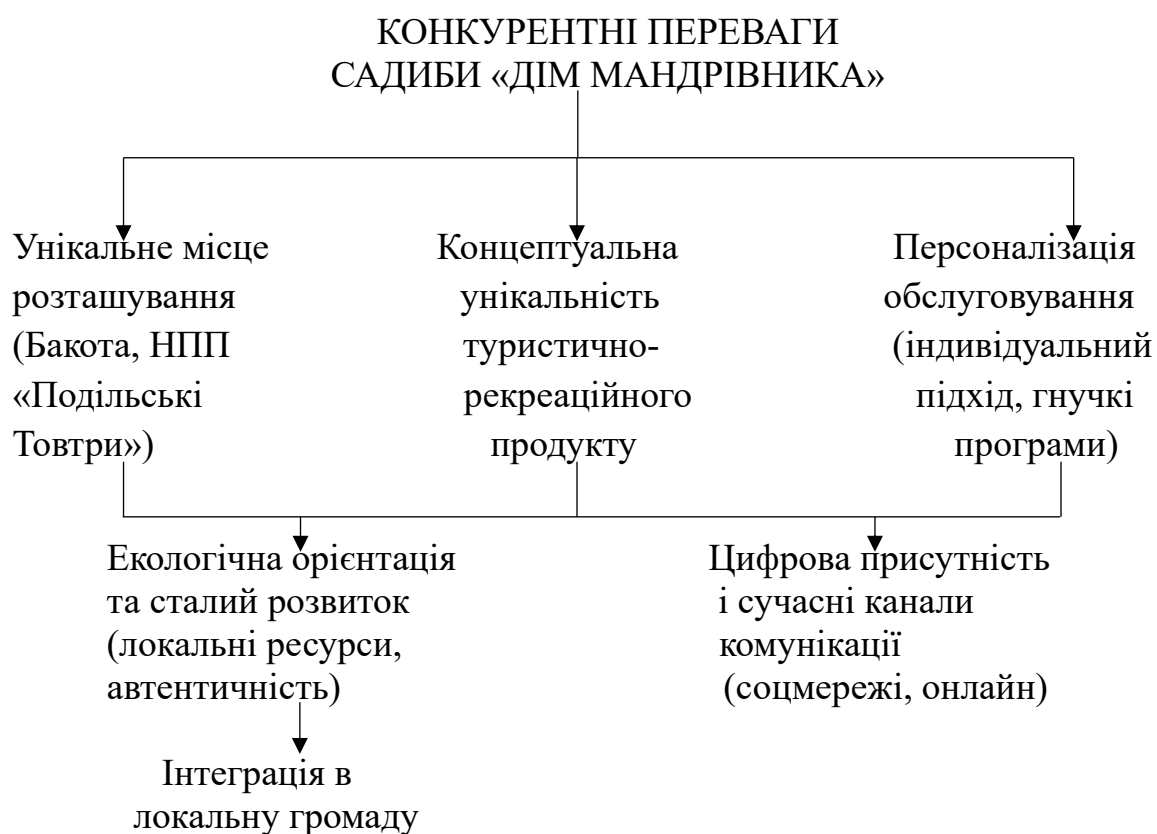 КОНКУРЕНТНІ ПЕРЕВАГИ
САДИБИ «ДІМ МАНДРІВНИКА»
Унікальне місце
розташування
(Бакота, НПП
«Подільські
Товтри»)
Концептуальна
унікальність
туристично-
рекреаційного
продукту
Персоналізація
обслуговування
(індивідуальний
підхід, гнучкі
програми)
Екологічна орієнтація
та сталий розвиток
(локальні ресурси,
автентичність)
Цифрова присутність
і сучасні канали
комунікації
(соцмережі, онлайн)
Інтеграція в
локальну громаду